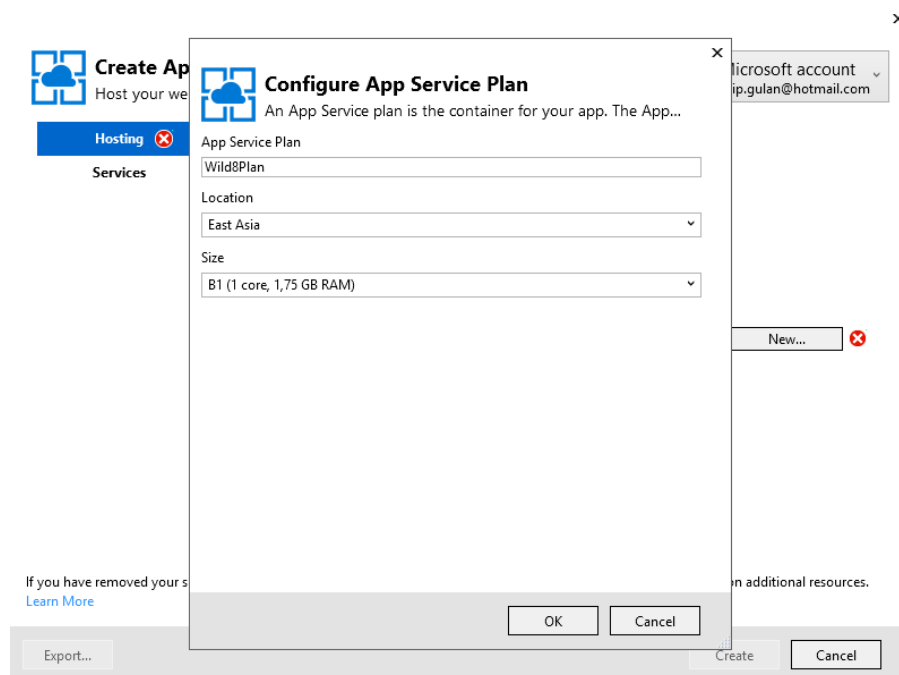 Create Ap
Host your we
Microsoft account
ip.gulan@hotmail.com
Hosting
Services
Configure App Service Plan
An App Service plan is the container for your app. The App...
App Service Plan
Wild8Plan
Location
East Asia
Size
B1 (1 core, 1,75 GB RAM)
New...
If you have removed your s
on additional resources.
Learn More
OK
Cancel
Export...
Create
Cancel